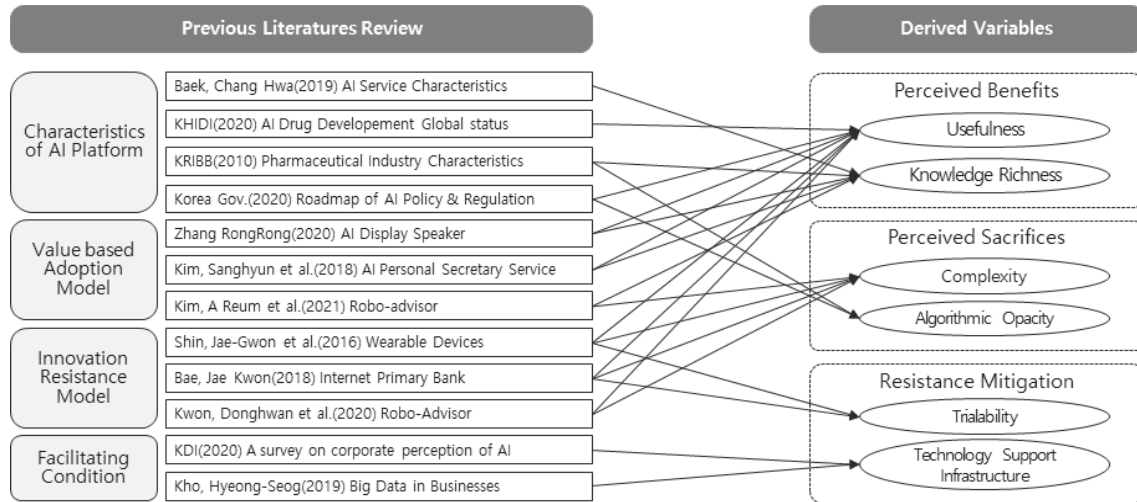 Previous Literatures Review
Derived Variables
Characteristics
of AI Platform
Baek, Chang Hwa(2019) AI Service Characteristics
KHIDI(2020) AI Drug Developement Global status
KRIBB(2010) Pharmaceutical Industry Characteristics
Korea Gov.(2020) Roadmap of AI Policy & Regulation
Value based
Adoption
Model
Zhang RongRong(2020) AI Display Speaker
Kim, Sanghyun et al.(2018) AI Personal Secretary Service
Kim, A Reum et al.(2021) Robo-advisor
Innovation
Resistance
Model
Shin, Jae-Gwon et al.(2016) Wearable Devices
Bae, Jae Kwon(2018) Internet Primary Bank
Kwon, Donghwan et al.(2020) Robo-Advisor
Facilitating
Condition
KDI(2020) A survey on corporate perception of AI
Kho, Hyeong-Seog(2019) Big Data in Businesses
Perceived Benefits
Usefulness
Knowledge Richness
Perceived Sacrifices
Complexity
Algorithmic Opacity
Resistance Mitigation
Trialability
Technology Support
Infrastructure